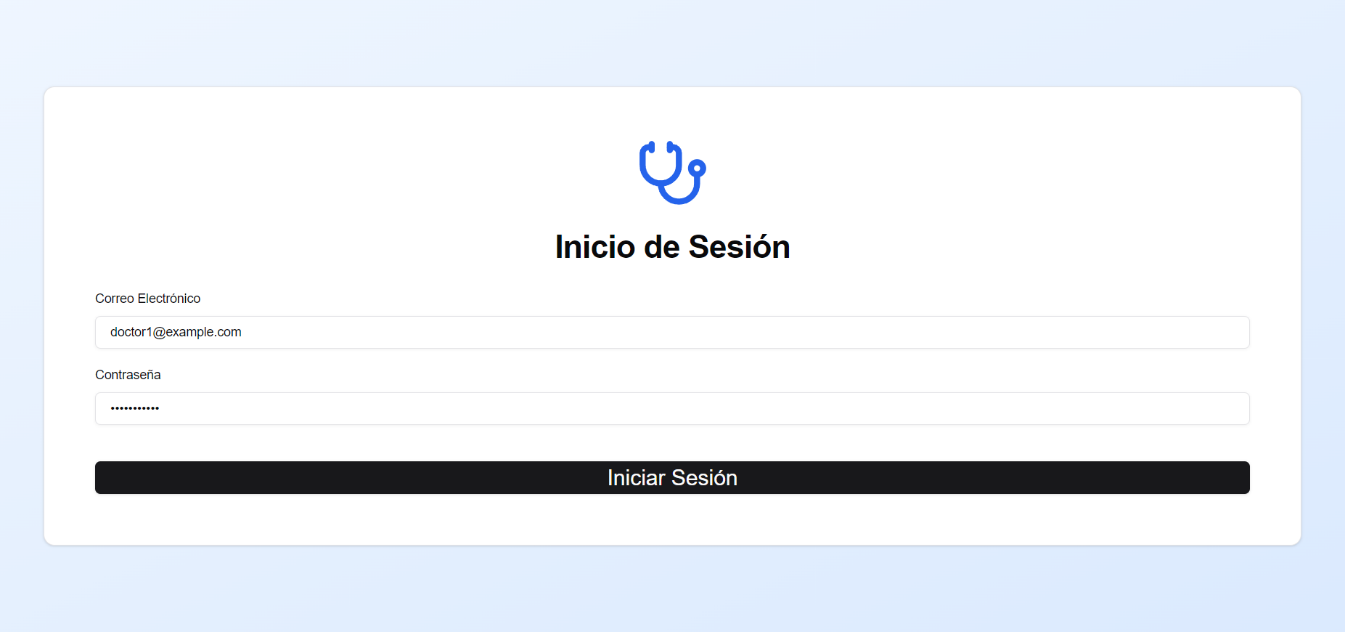 Inicio de Sesión
Correo Electrónico
doctor1@example.com
Contraseña
•••••••••••
Iniciar Sesión